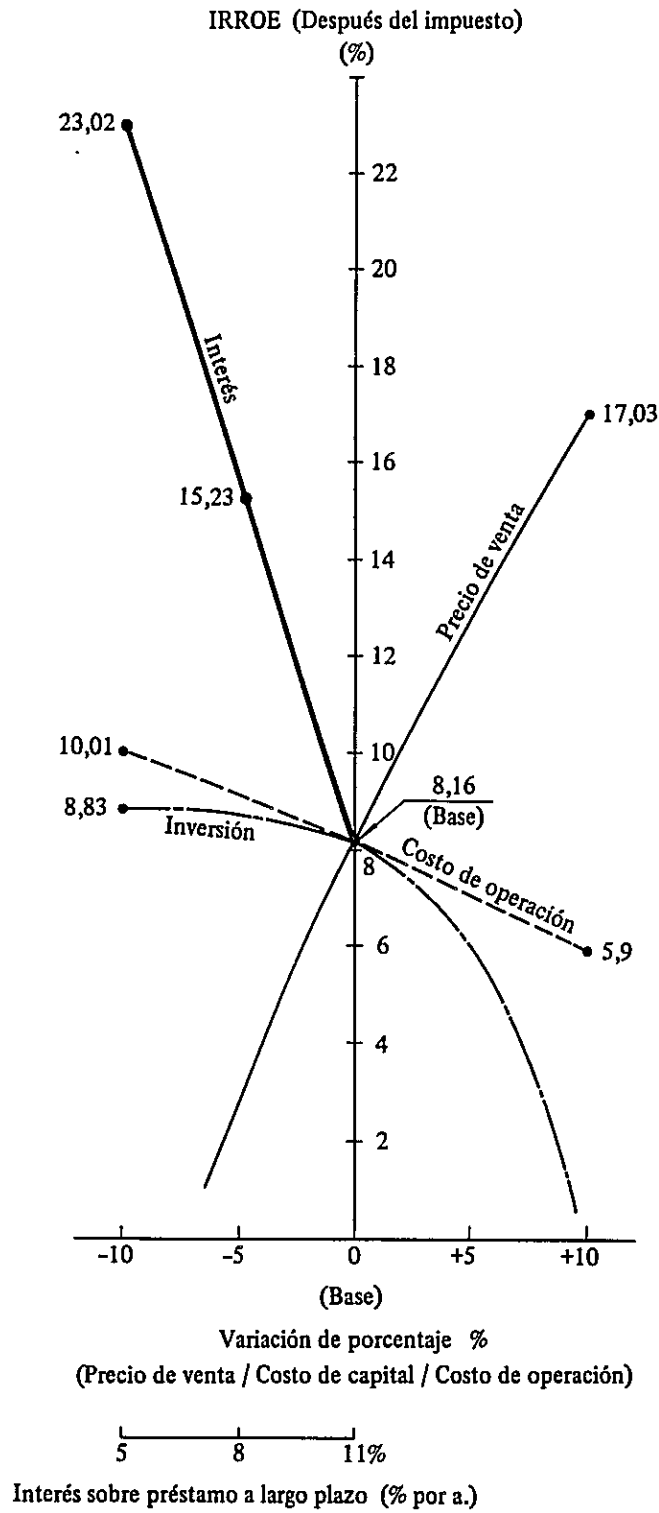 IRROE (Después del impuesto)
(%)
23,02
22
20
18
Interés
17,03
16
15,23
14
Precio de venta
12
10,01
10
8,83
8,16
(Base)
Inversión
8
Costo de operación
6
5,9
4
2
-10
-5
0
+5
+10
(Base)
Variación de porcentaje %
(Precio de venta / Costo de capital / Costo de operación)
5
8
11%
Interés sobre préstamo a largo plazo (% por a.)